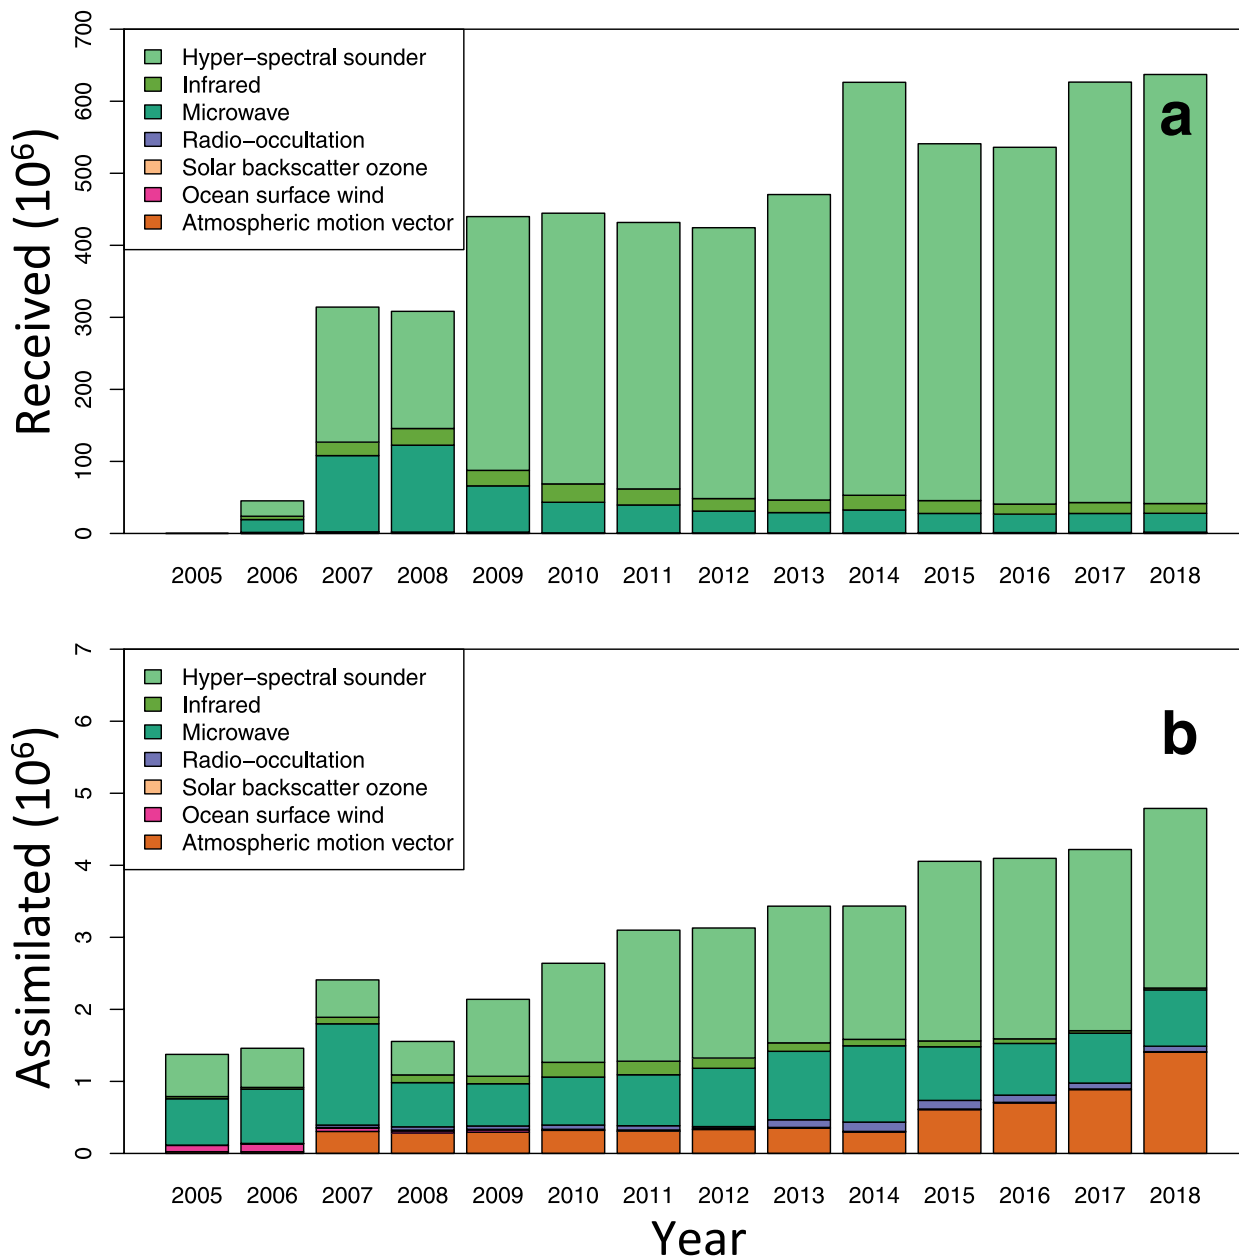 Received (10⁶)
700
600
500
400
300
200
100
0
Hyper−spectral sounder
Infrared
Microwave
Radio−occultation
Solar backscatter ozone
Ocean surface wind
Atmospheric motion vector
a
2005 2006 2007 2008 2009 2010 2011 2012 2013 2014 2015 2016 2017 2018
Assimilated (10⁶)
7
6
5
4
3
2
1
0
Hyper−spectral sounder
Infrared
Microwave
Radio−occultation
Solar backscatter ozone
Ocean surface wind
Atmospheric motion vector
b
2005 2006 2007 2008 2009 2010 2011 2012 2013 2014 2015 2016 2017 2018
Year